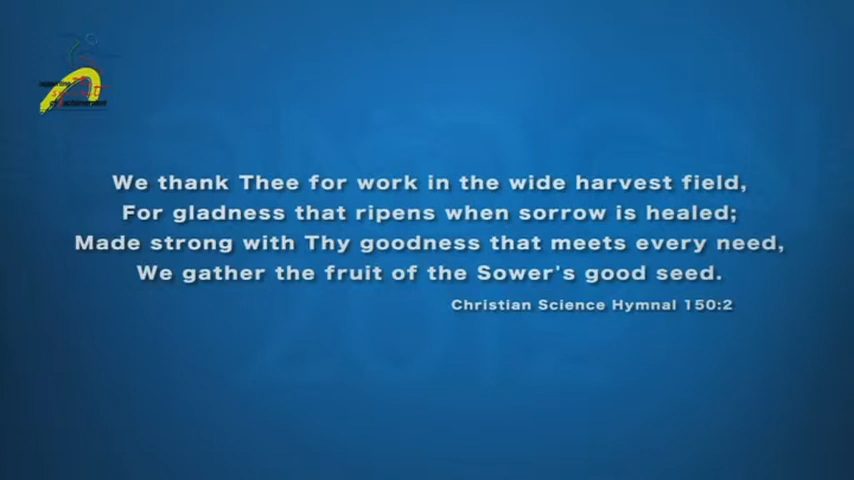 We thank Thee for work in the wide harvest field,
For gladness that ripens when sorrow is healed;
Made strong with Thy goodness that meets every need,
We gather the fruit of the Sower's good seed.
Christian Science Hymnal 150:2